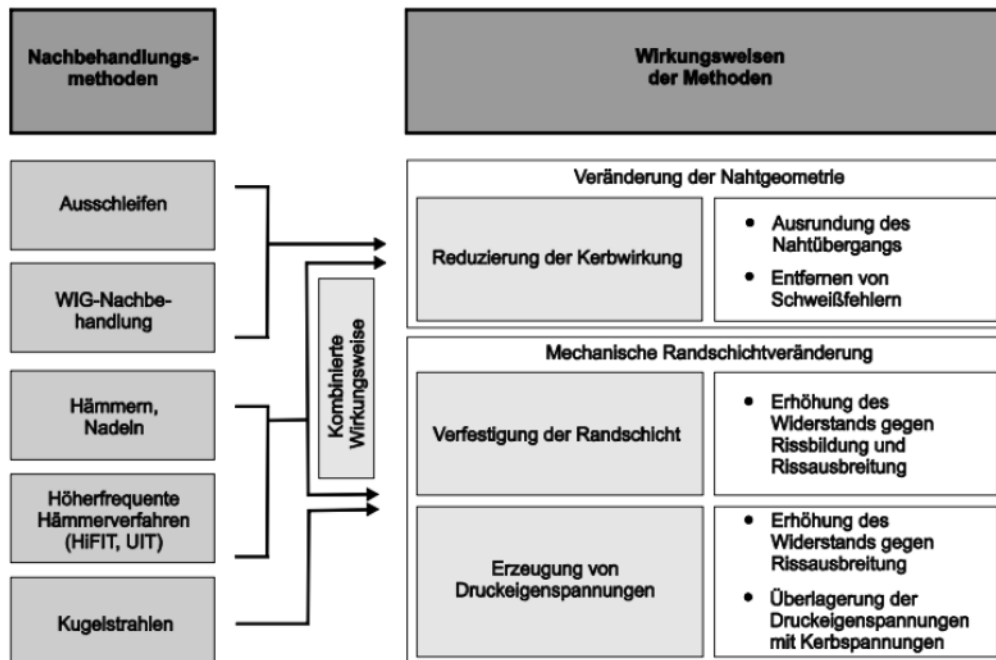 Nachbehandlungs-
methoden
Wirkungsweisen
der Methoden
Ausschleifen
WIG-Nachbe-
handlung
Hämmern,
Nadeln
Höherfrequente
Hämmerverfahren
(HiFIT, UIT)
Kugelstrahlen
Kombinierte
Wirkungsweise
Veränderung der Nahtgeometrie
Reduzierung der Kerbwirkung
• Ausrundung des
Nahtübergangs
• Entfernen von
Schweißfehlern
Mechanische Randschichtveränderung
Verfestigung der Randschicht
• Erhöhung des
Widerstands gegen
Rissbildung und
Rissausbreitung
Erzeugung von
Druckeigenspannungen
• Erhöhung des
Widerstands gegen
Rissausbreitung
• Überlagerung der
Druckeigenspannungen
mit Kerbspannungen